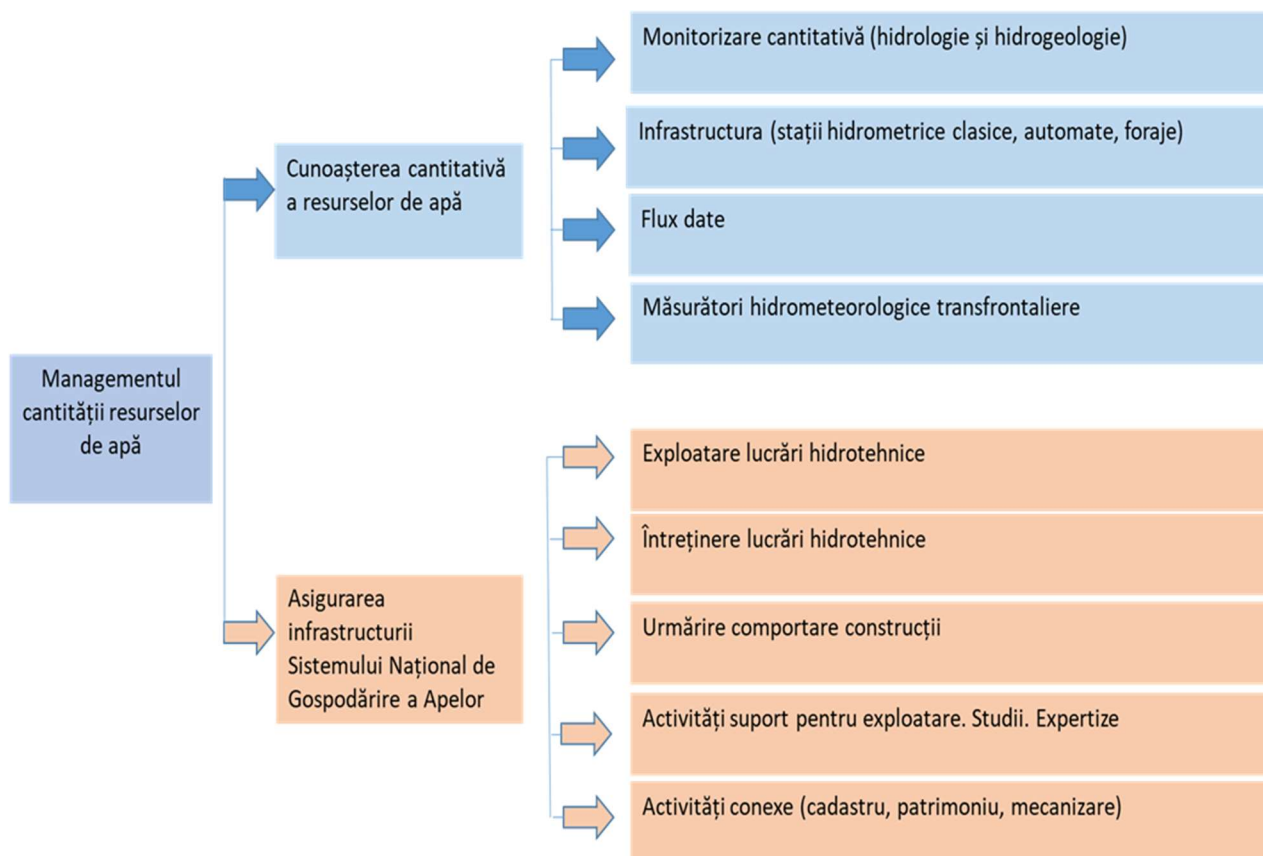 Managementul
cantității resurselor
de apă
Cunoașterea cantitativă
a resurselor de apă
Monitorizare cantitativă (hidrologie și hidrogeologie)
Infrastructura (stații hidrometrice clasice, automate, foraje)
Flux date
Măsurători hidrometeorologice transfrontaliere
Asigurarea
infrastructurii
Sistemului Național de
Gospodărire a Apelor
Exploatare lucrări hidrotehnice
Întreținere lucrări hidrotehnice
Urmărire comportare construcții
Activități suport pentru exploatare. Studii. Expertize
Activități conexe (cadastru, patrimoniu, mecanizare)